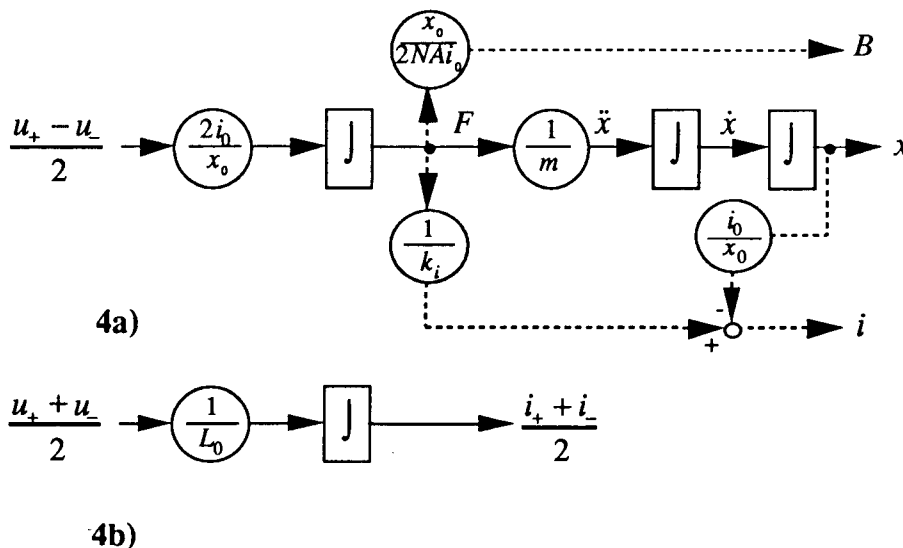 x₀/2NAi₀
B
(u₊ − u₋)/2
2i₀/x₀
∫
F
1/m
ẍ
∫
ẋ
∫
x
1/kᵢ
i₀/x₀
-
+
i
4a)
(u₊ + u₋)/2
1/L₀
∫
(i₊ + i₋)/2
4b)